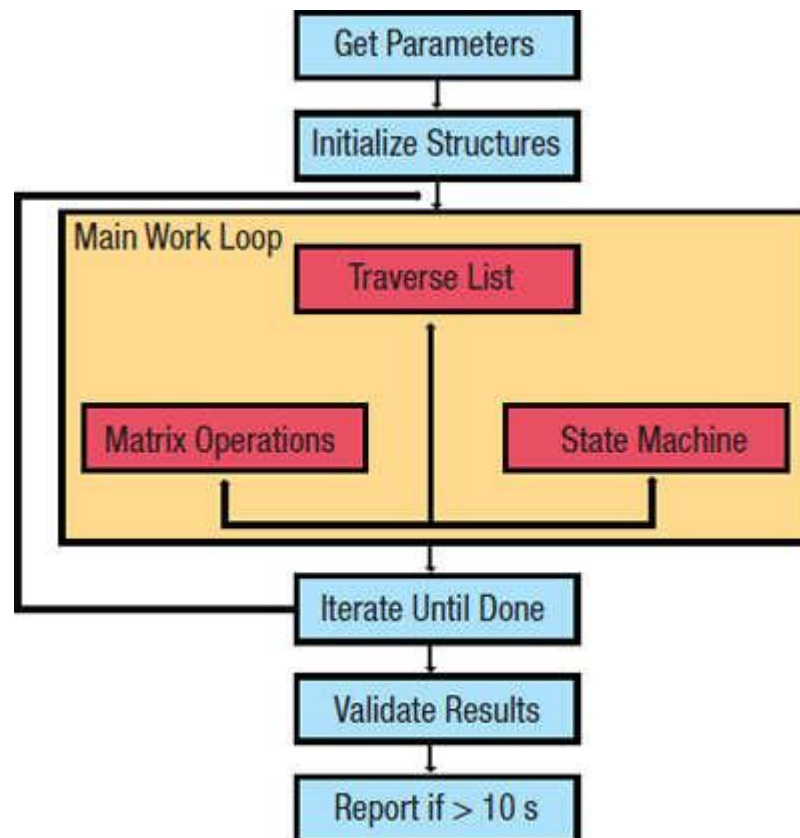 Get Parameters
Initialize Structures
Main Work Loop
Traverse List
Matrix Operations
State Machine
Iterate Until Done
Validate Results
Report if > 10 s